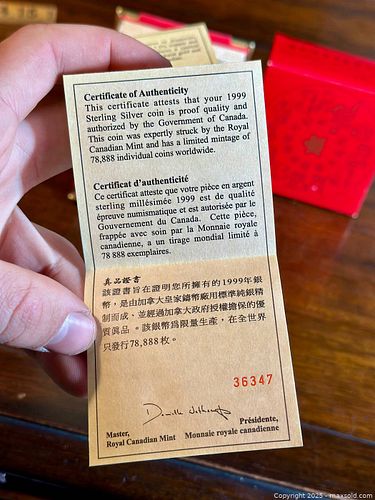 Certificate of Authenticity
This certificate attests that your 1999
Sterling Silver coin is proof quality and
authorized by the Government of Canada.
This coin was expertly struck by the Royal
Canadian Mint and has a limited mintage of
78,888 individual coins worldwide.
Certificat d'authenticité
Ce certificat atteste que votre pièce en argent
sterling millésimée 1999 est de qualité
épreuve numismatique et est autorisée par le
Gouvernement du Canada. Cette pièce,
frappée avec soin par la Monnaie royale
canadienne, a un tirage mondial limité à
78 888 exemplaires.
真品證書
該證書旨在證明您所擁有的1999年銀
幣，是由加拿大皇家鑄幣廠用標準純銀精
制而成、並經過加拿大政府授權擔保的優
質眞品。該銀幣爲限量生產，在全世界
只發行78,888枚。
36347
Master,
Royal Canadian Mint
Présidente,
Monnaie royale canadienne
Copyright 2025 - maxsold.com